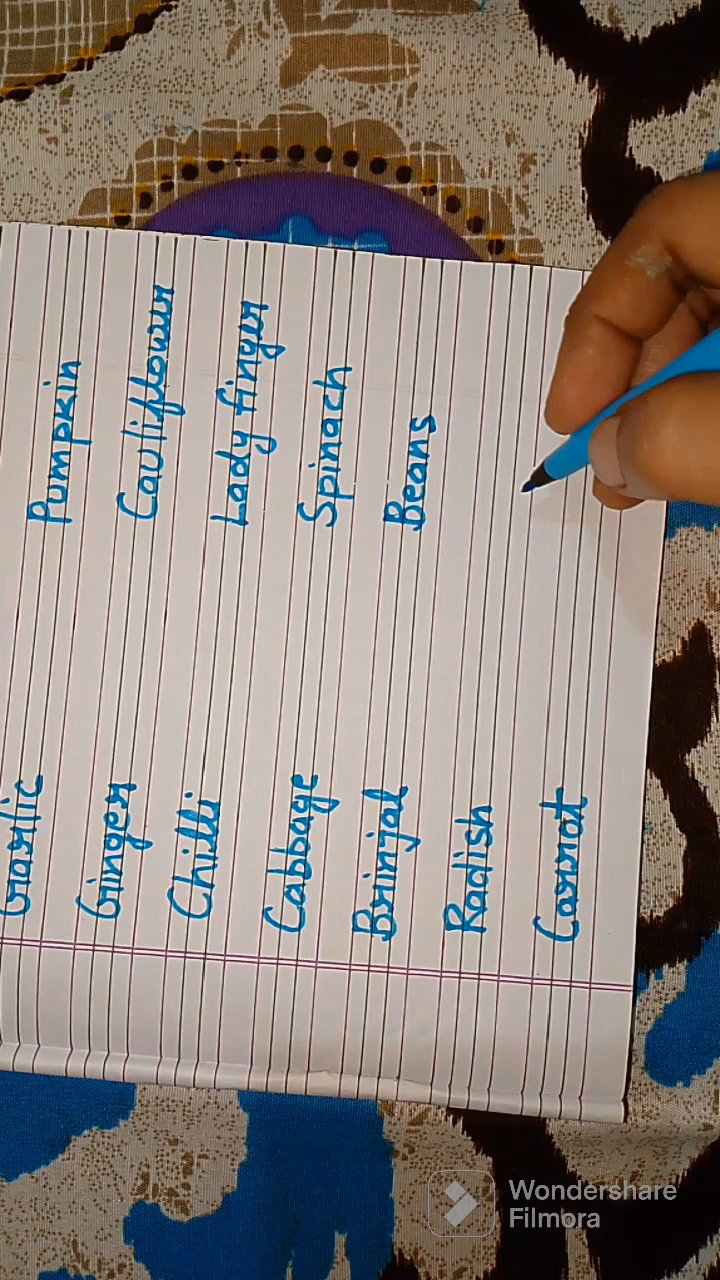 Garlic Pumpkin
Ginger Cauliflower
Chilli Lady finger
Cabbage Spinach
Brinjal Beans
Radish
Carrot
Wondershare
Filmora